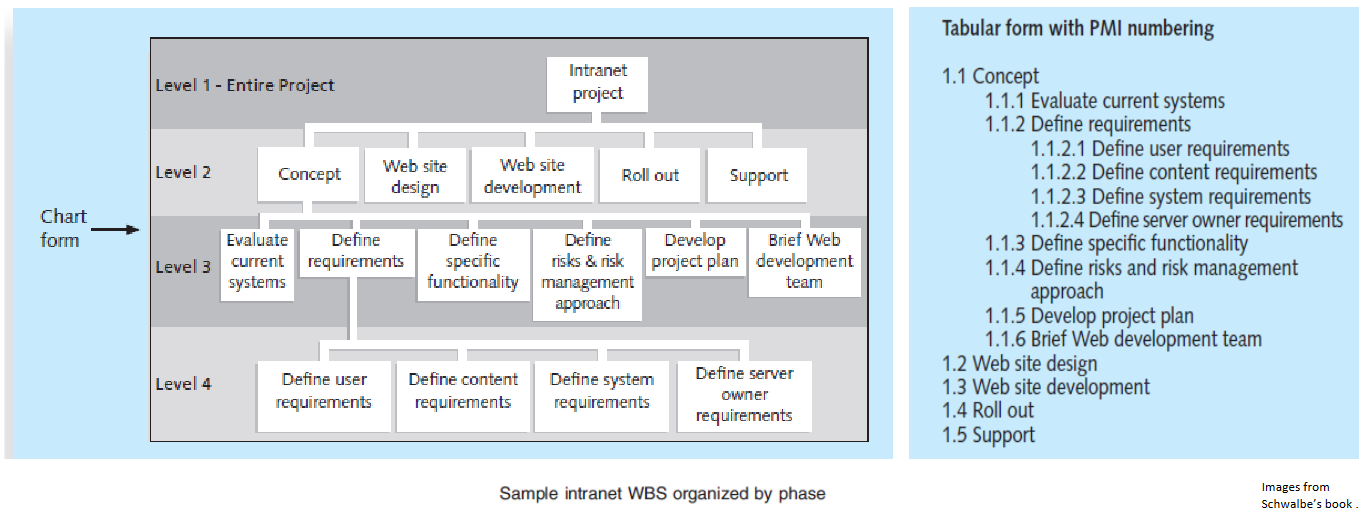 Level 1 - Entire Project
Intranet
project
Level 2
Concept
Web site
design
Web site
development
Roll out
Support
Chart
form
Level 3
Evaluate
current
systems
Define
requirements
Define
specific
functionality
Define
risks & risk
management
approach
Develop
project plan
Brief Web
development
team
Level 4
Define user
requirements
Define content
requirements
Define system
requirements
Define server
owner
requirements
Tabular form with PMI numbering
1.1 Concept
1.1.1 Evaluate current systems
1.1.2 Define requirements
1.1.2.1 Define user requirements
1.1.2.2 Define content requirements
1.1.2.3 Define system requirements
1.1.2.4 Define server owner requirements
1.1.3 Define specific functionality
1.1.4 Define risks and risk management
approach
1.1.5 Develop project plan
1.1.6 Brief Web development team
1.2 Web site design
1.3 Web site development
1.4 Roll out
1.5 Support
Sample intranet WBS organized by phase
Images from
Schwalbe's book .